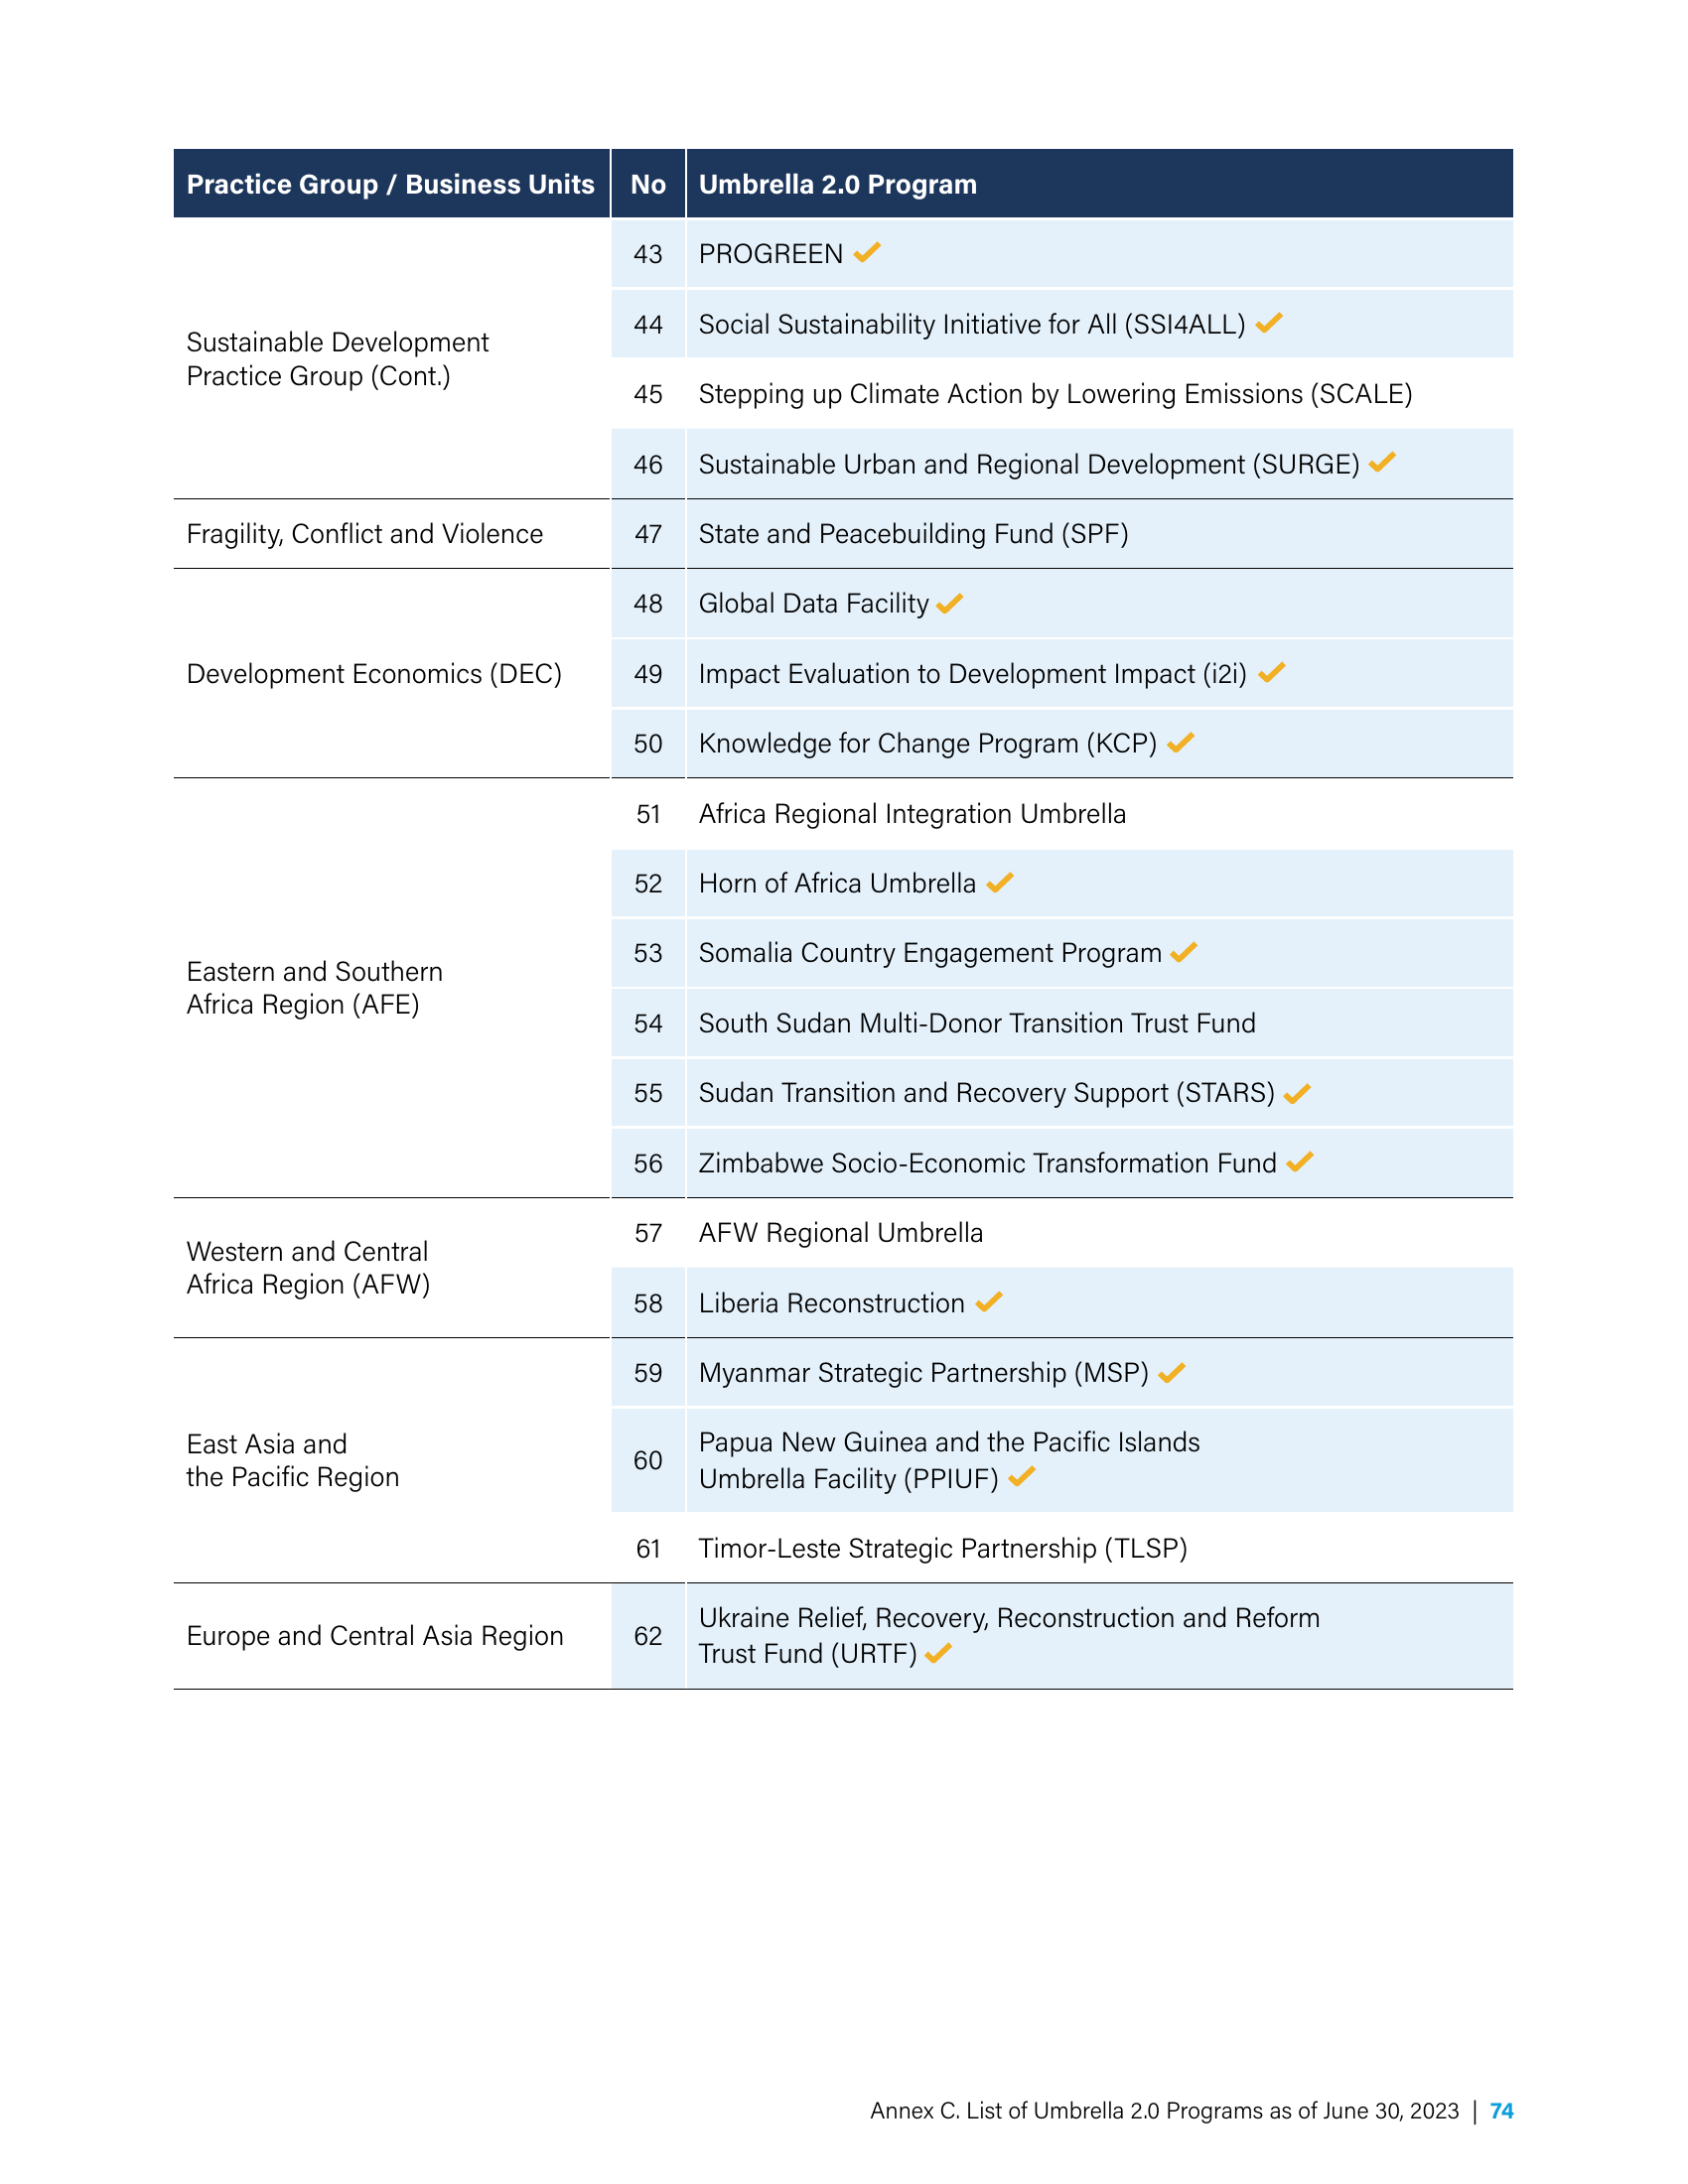 Practice Group / Business Units No Umbrella 2.0 Program
43 PROGREEN ✓
44 Social Sustainability Initiative for All (SSI4ALL) ✓
Sustainable Development
Practice Group (Cont.)
45 Stepping up Climate Action by Lowering Emissions (SCALE)
46 Sustainable Urban and Regional Development (SURGE) ✓
Fragility, Conflict and Violence 47 State and Peacebuilding Fund (SPF)
48 Global Data Facility ✓
Development Economics (DEC) 49 Impact Evaluation to Development Impact (i2i) ✓
50 Knowledge for Change Program (KCP) ✓
51 Africa Regional Integration Umbrella
52 Horn of Africa Umbrella ✓
53 Somalia Country Engagement Program ✓
Eastern and Southern
Africa Region (AFE)
54 South Sudan Multi-Donor Transition Trust Fund
55 Sudan Transition and Recovery Support (STARS) ✓
56 Zimbabwe Socio-Economic Transformation Fund ✓
57 AFW Regional Umbrella
Western and Central
Africa Region (AFW)
58 Liberia Reconstruction ✓
59 Myanmar Strategic Partnership (MSP) ✓
East Asia and
the Pacific Region
60 Papua New Guinea and the Pacific Islands
Umbrella Facility (PPIUF) ✓
61 Timor-Leste Strategic Partnership (TLSP)
Europe and Central Asia Region 62 Ukraine Relief, Recovery, Reconstruction and Reform
Trust Fund (URTF) ✓
Annex C. List of Umbrella 2.0 Programs as of June 30, 2023 | 74